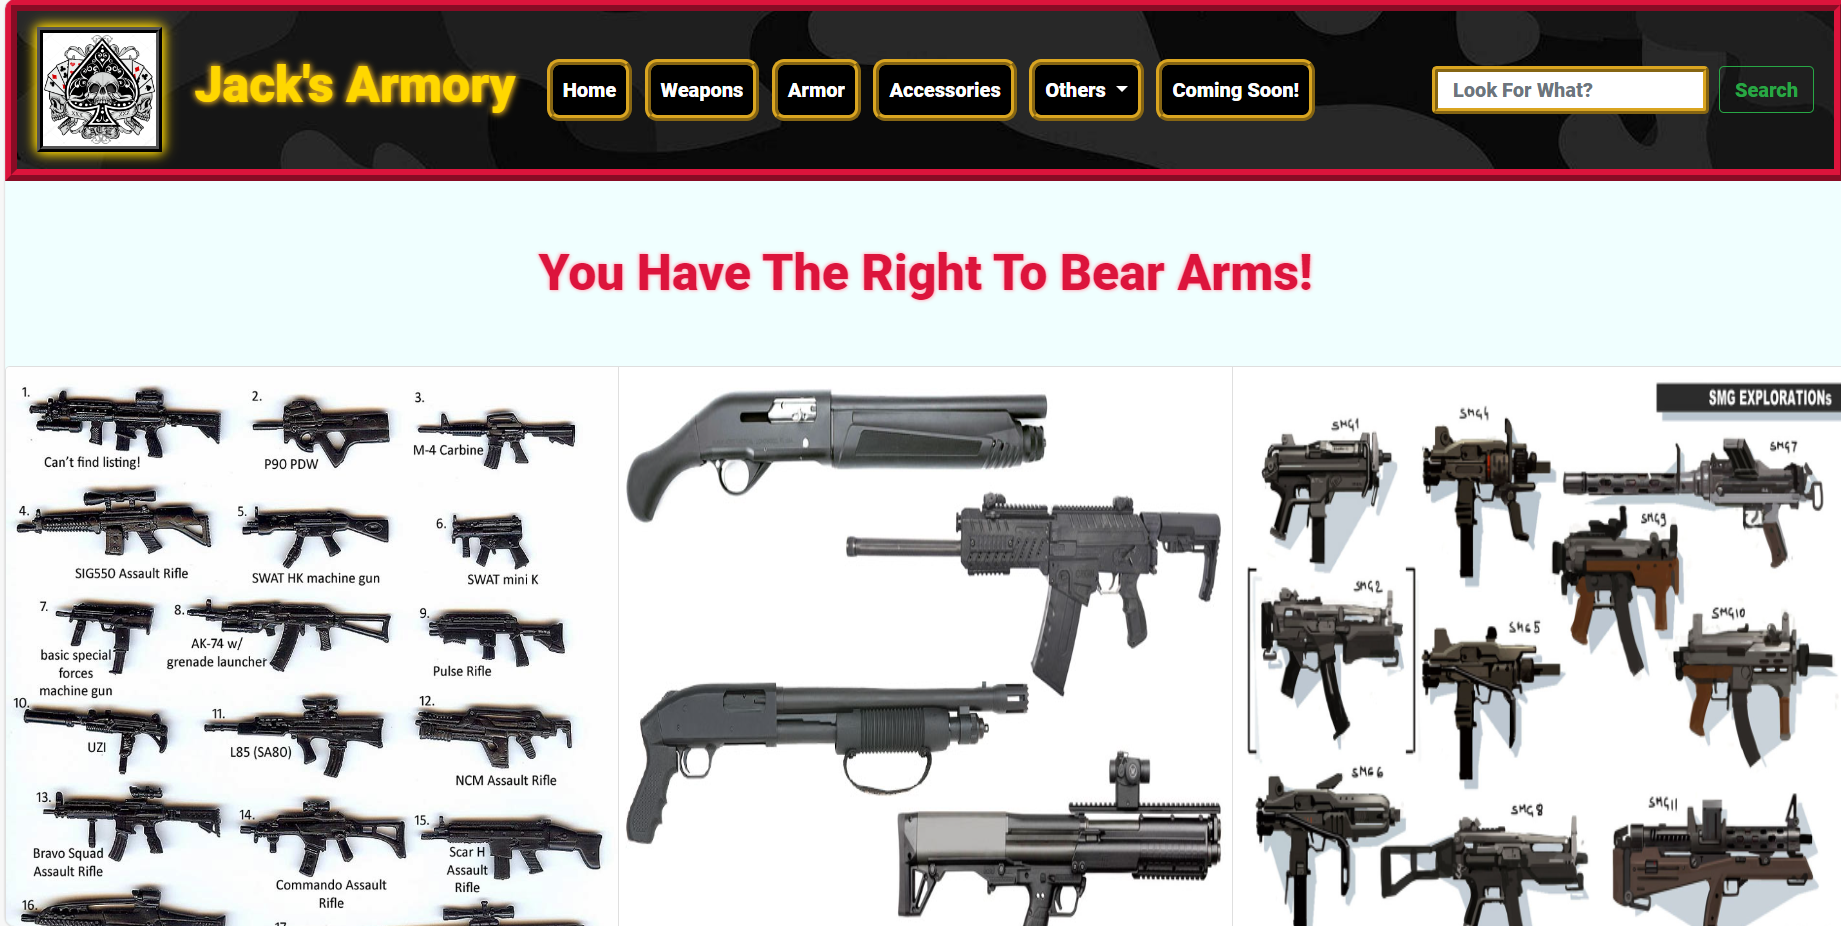 Jack's Armory
Home
Weapons
Armor
Accessories
Others
Coming Soon!
Look For What?
Search
You Have The Right To Bear Arms!
1.
Can't find listing!
2.
P90 PDW
3.
M-4 Carbine
4.
SIG550 Assault Rifle
5.
SWAT HK machine gun
6.
SWAT mini K
7.
basic special
forces
machine gun
8.
AK-74 w/
grenade launcher
9.
Pulse Rifle
10.
UZI
11.
L85 (SA80)
12.
NCM Assault Rifle
13.
Bravo Squad
Assault Rifle
14.
Commando Assault
Rifle
15.
Scar H
Assault
Rifle
16.
17.
SMG EXPLORATIONs
SMG1
SMG4
SMG7
SMG9
SMG2
SMG5
SMG10
SMG6
SMG8
SMG11